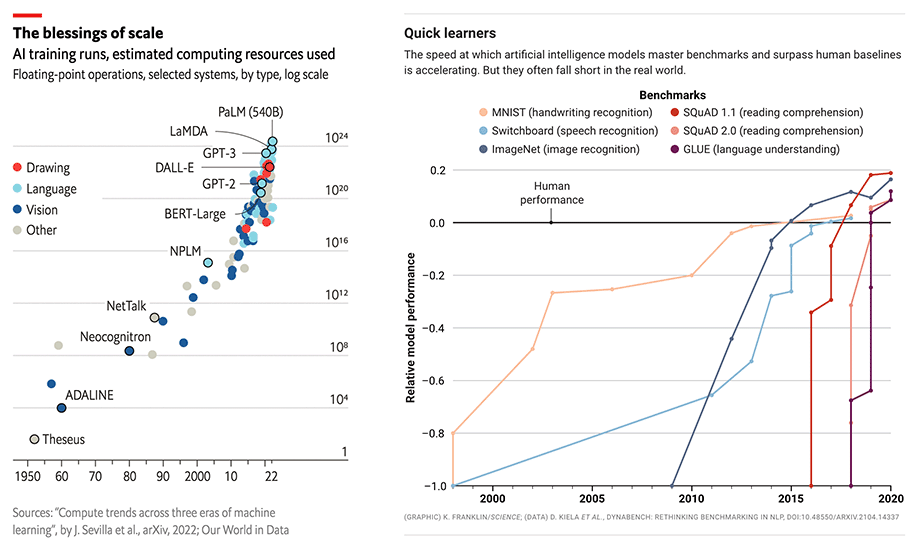 The blessings of scale
AI training runs, estimated computing resources used
Floating-point operations, selected systems, by type, log scale
PaLM (540B)
LaMDA
10²⁴
GPT-3
Drawing
DALL-E
Language
GPT-2
10²⁰
Vision
BERT-Large
Other
NPLM
10¹⁶
NetTalk
10¹²
Neocognitron
10⁸
ADALINE
10⁴
Theseus
1
1950 60 70 80 90 2000 10 22
Sources: “Compute trends across three eras of machine
learning”, by J. Sevilla et al., arXiv, 2022; Our World in Data
Quick learners
The speed at which artificial intelligence models master benchmarks and surpass human baselines
is accelerating. But they often fall short in the real world.
Benchmarks
MNIST (handwriting recognition)
Switchboard (speech recognition)
ImageNet (image recognition)
SQuAD 1.1 (reading comprehension)
SQuAD 2.0 (reading comprehension)
GLUE (language understanding)
Relative model performance
0.2
Human
performance
0.0
−0.2
−0.4
−0.6
−0.8
−1.0
2000 2005 2010 2015 2020
(GRAPHIC) K. FRANKLIN/SCIENCE; (DATA) D. KIELA ET AL., DYNABENCH: RETHINKING BENCHMARKING IN NLP, DOI:10.48550/ARXIV.2104.14337